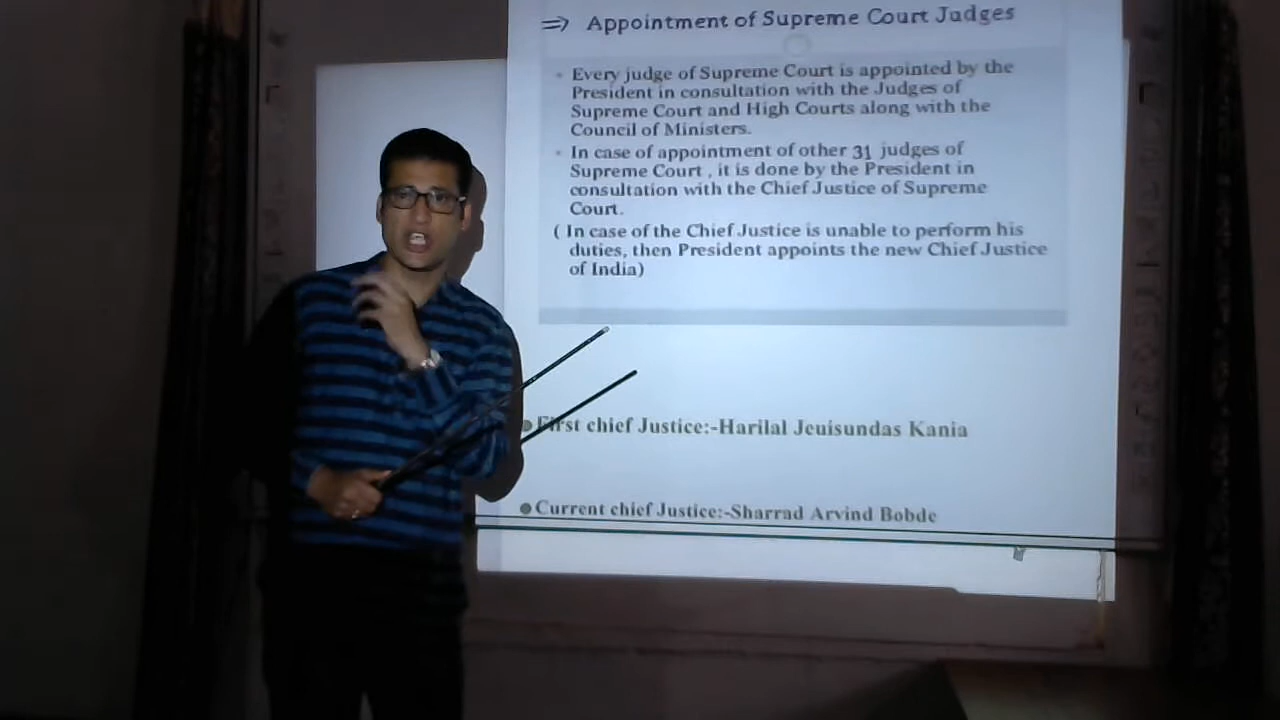 ⇒ Appointment of Supreme Court Judges
Every judge of Supreme Court is appointed by the
President in consultation with the Judges of
Supreme Court and High Courts along with the
Council of Ministers.
In case of appointment of other 31 judges of
Supreme Court , it is done by the President in
consultation with the Chief Justice of Supreme
Court.
( In case of the Chief Justice is unable to perform his
duties, then President appoints the new Chief Justice
of India)
First chief Justice:-Harilal Jeuisundas Kania
Current chief Justice:-Sharrad Arvind Bobde